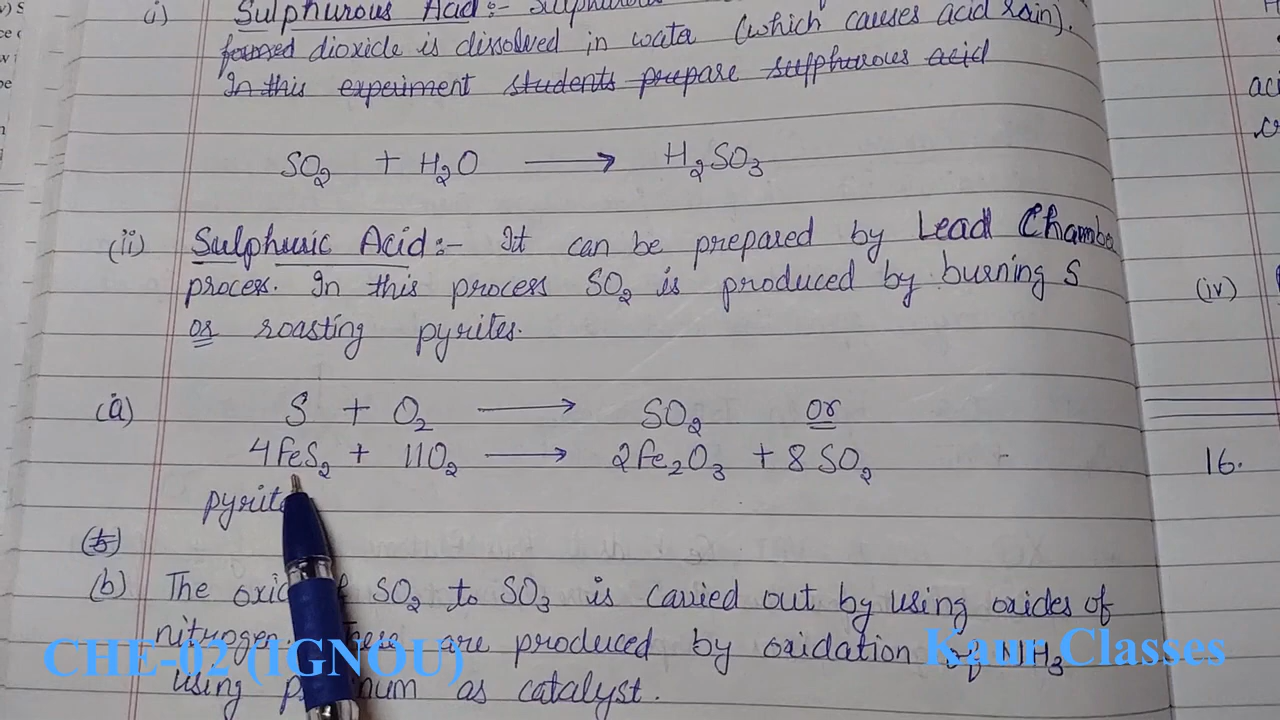 i) Sulphurous Acid:- Sulphurous
formed dioxide is dissolved in water (which causes acid rain).
In this experiment students prepare sulphurous acid
SO2 + H2O → H2SO3
(ii) Sulphuric Acid:- It can be prepared by Lead Chamber
process. In this process SO2 is produced by burning S
or roasting pyrites.
(a) S + O2 → SO2 or
4FeS2 + 11O2 → 2Fe2O3 + 8SO2
pyrite
(b)
(b) The SO2 to SO3 is carried out by using oxides of
nitrogen. These are produced by oxidation of NH3
using as catalyst.
(iv)
16.
CHE-02 (IGNOU)
Kaur Classes